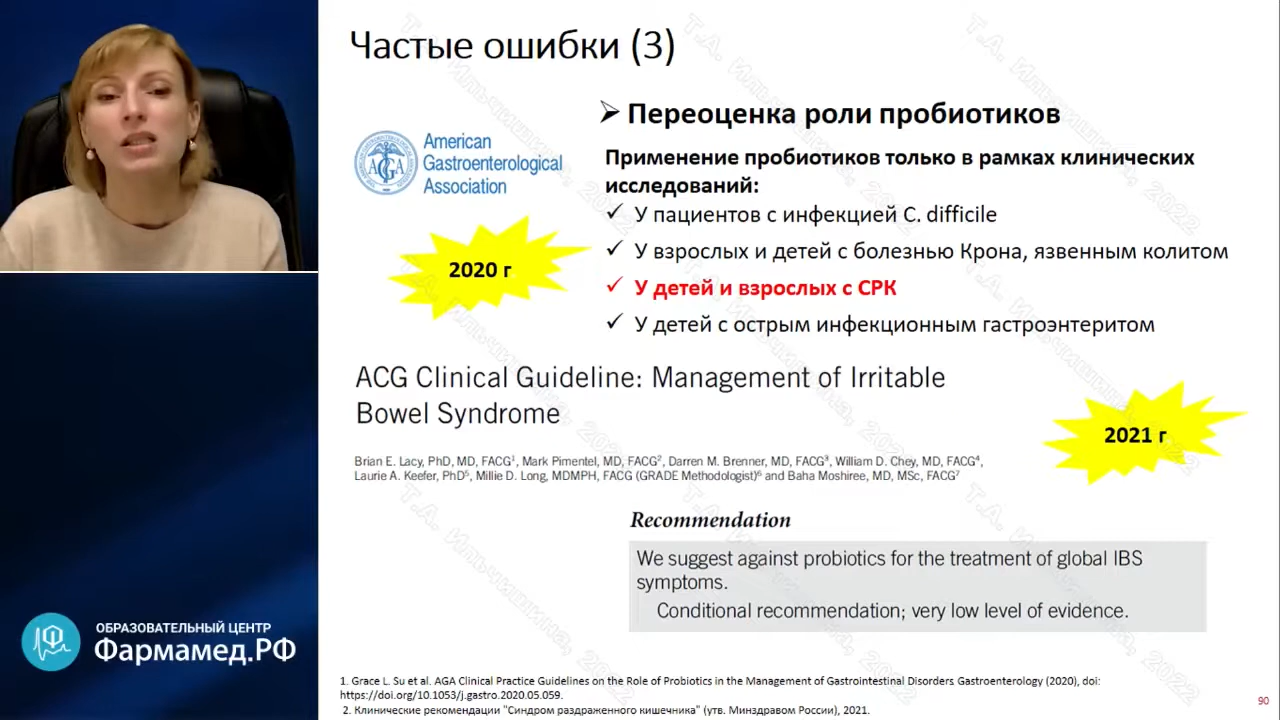 Частые ошибки (3)
➢ Переоценка роли пробиотиков
American
Gastroenterological
Association
AGA
Применение пробиотиков только в рамках клинических
исследований:
✓ У пациентов с инфекцией C. difficile
✓ У взрослых и детей с болезнью Крона, язвенным колитом
2020 г
✓ У детей и взрослых с СРК
✓ У детей с острым инфекционным гастроэнтеритом
ACG Clinical Guideline: Management of Irritable
Bowel Syndrome
2021 г
Brian E. Lacy, PhD, MD, FACG¹, Mark Pimentel, MD, FACG², Darren M. Brenner, MD, FACG³, William D. Chey, MD, FACG⁴,
Laurie A. Keefer, PhD⁵, Millie D. Long, MDMPH, FACG (GRADE Methodologist)⁶ and Baha Moshiree, MD, MSc, FACG⁷
Recommendation
We suggest against probiotics for the treatment of global IBS
symptoms.
Conditional recommendation; very low level of evidence.
ОБРАЗОВАТЕЛЬНЫЙ ЦЕНТР
Фармамед.РФ
1. Grace L. Su et al. AGA Clinical Practice Guidelines on the Role of Probiotics in the Management of Gastrointestinal Disorders Gastroenterology (2020), doi:
https://doi.org/10.1053/j.gastro.2020.05.059.
2. Клинические рекомендации "Синдром раздраженного кишечника" (утв. Минздравом России), 2021.
90
Т.А. Ильчишина, 2022